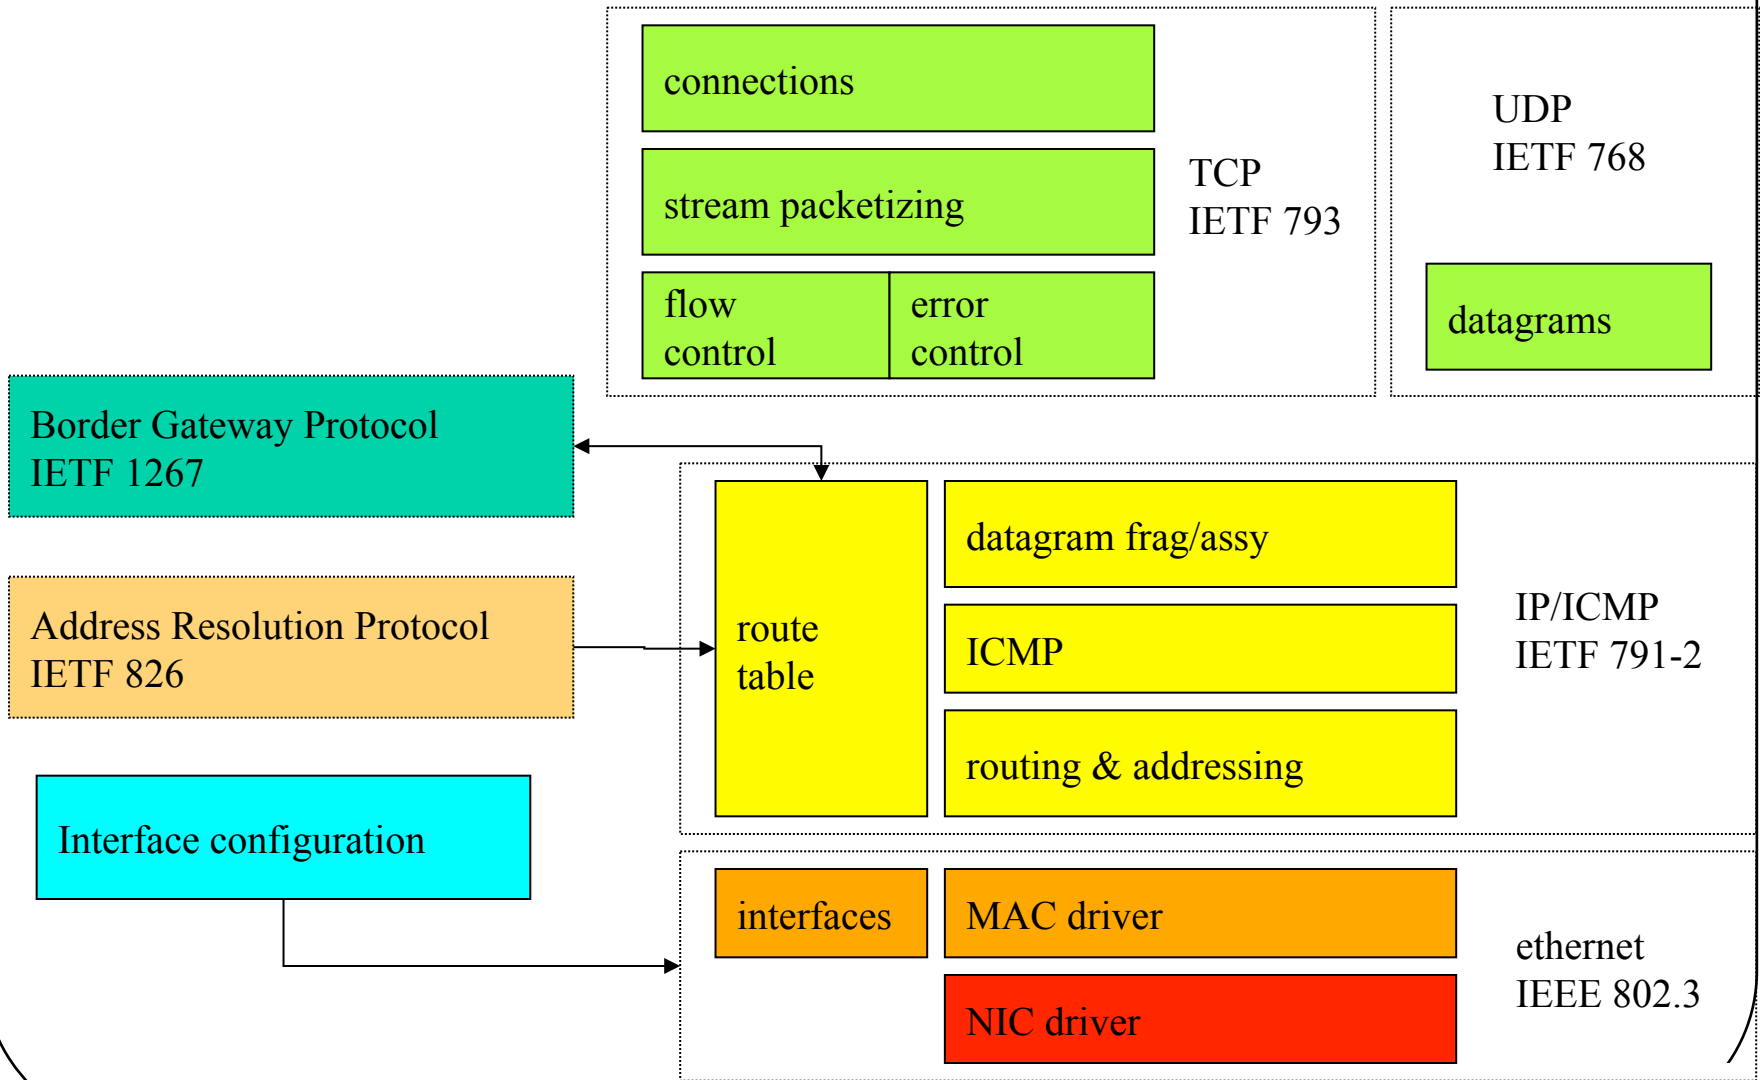 connections
stream packetizing
flow
control
error
control
TCP
IETF 793
UDP
IETF 768
datagrams
Border Gateway Protocol
IETF 1267
Address Resolution Protocol
IETF 826
Interface configuration
route
table
datagram frag/assy
ICMP
routing & addressing
IP/ICMP
IETF 791-2
interfaces
MAC driver
NIC driver
ethernet
IEEE 802.3